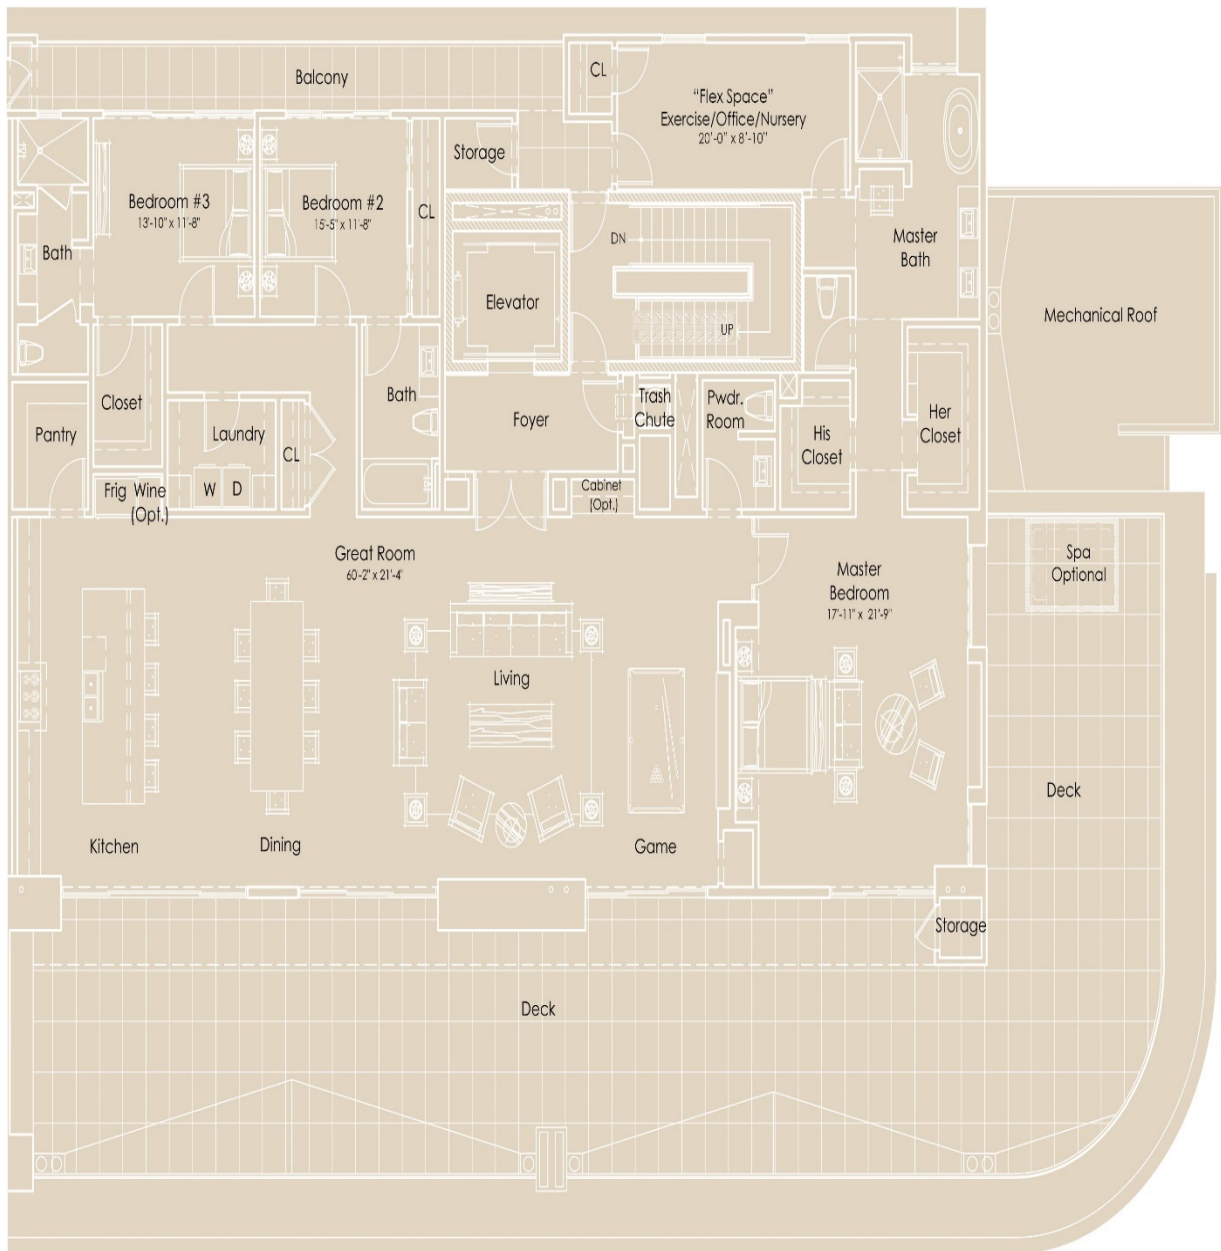 Balcony
CL
"Flex Space"
Exercise/Office/Nursery
20'-0" x 8'-10"
Storage
Bedroom #3
13'-10" x 11'-8"
Bedroom #2
15'-5" x 11'-8"
CL
Bath
DN
Master
Bath
Elevator
UP
Mechanical Roof
Closet
Bath
Foyer
Trash
Chute
Pwdr.
Room
Pantry
Laundry
CL
His
Closet
Her
Closet
W
D
Frig Wine
(Opt.)
Cabinet
(Opt.)
Great Room
60'-2" x 21'-4"
Master
Bedroom
17'-11" x 21'-9"
Spa
Optional
Living
Deck
Kitchen
Dining
Game
Storage
Deck